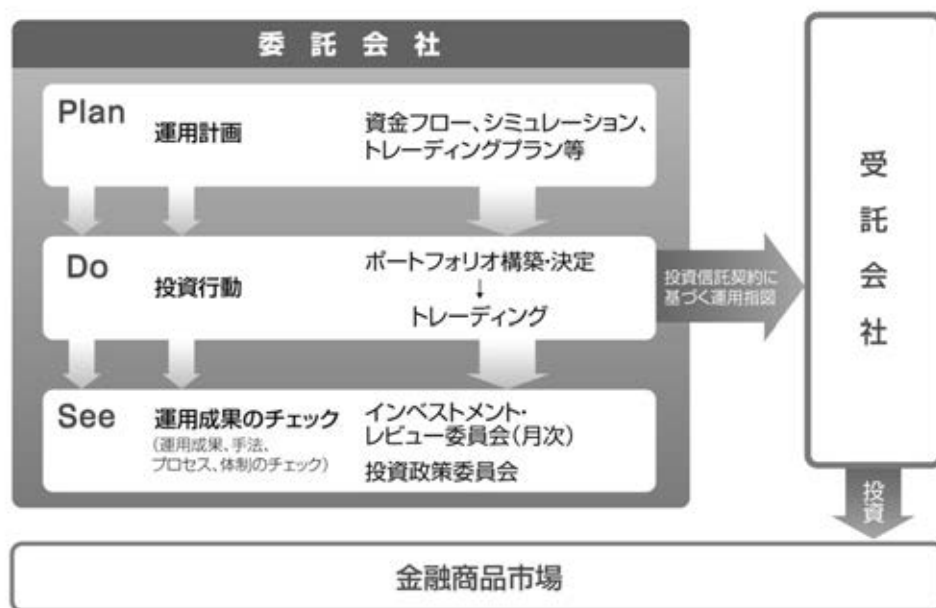 委託会社
Plan
運用計画
資金フロー、シミュレーション、
トレーディングプラン等
Do
投資行動
ポートフォリオ構築・決定
↓
トレーディング
See
運用成果のチェック
(運用成果、手法、
プロセス、体制のチェック)
インベストメント・
レビュー委員会(月次)
投資政策委員会
投資信託契約に
基づく運用指図
受託会社
投資
金融商品市場